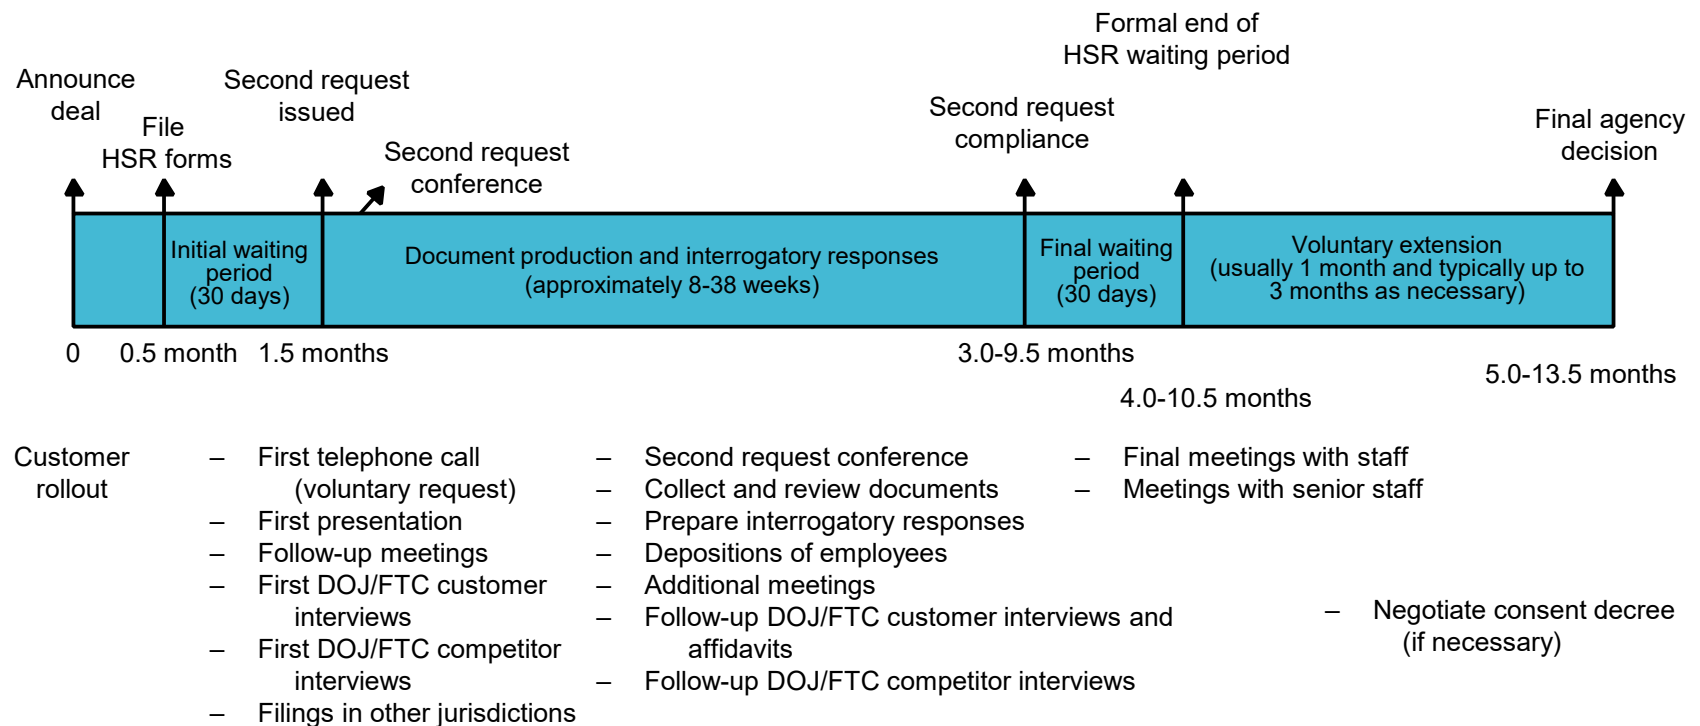 Announce
deal
File
HSR forms
Second request
issued
Second request
conference
Second request
compliance
Formal end of
HSR waiting period
Final agency
decision
Initial waiting
period
(30 days)
Document production and interrogatory responses
(approximately 8-38 weeks)
Final waiting
period
(30 days)
Voluntary extension
(usually 1 month and typically up to
3 months as necessary)
0
0.5 month
1.5 months
3.0-9.5 months
4.0-10.5 months
5.0-13.5 months
Customer
rollout
– First telephone call
(voluntary request)
– First presentation
– Follow-up meetings
– First DOJ/FTC customer
interviews
– First DOJ/FTC competitor
interviews
– Filings in other jurisdictions
– Second request conference
– Collect and review documents
– Prepare interrogatory responses
– Depositions of employees
– Additional meetings
– Follow-up DOJ/FTC customer interviews and
affidavits
– Follow-up DOJ/FTC competitor interviews
– Final meetings with staff
– Meetings with senior staff
– Negotiate consent decree
(if necessary)